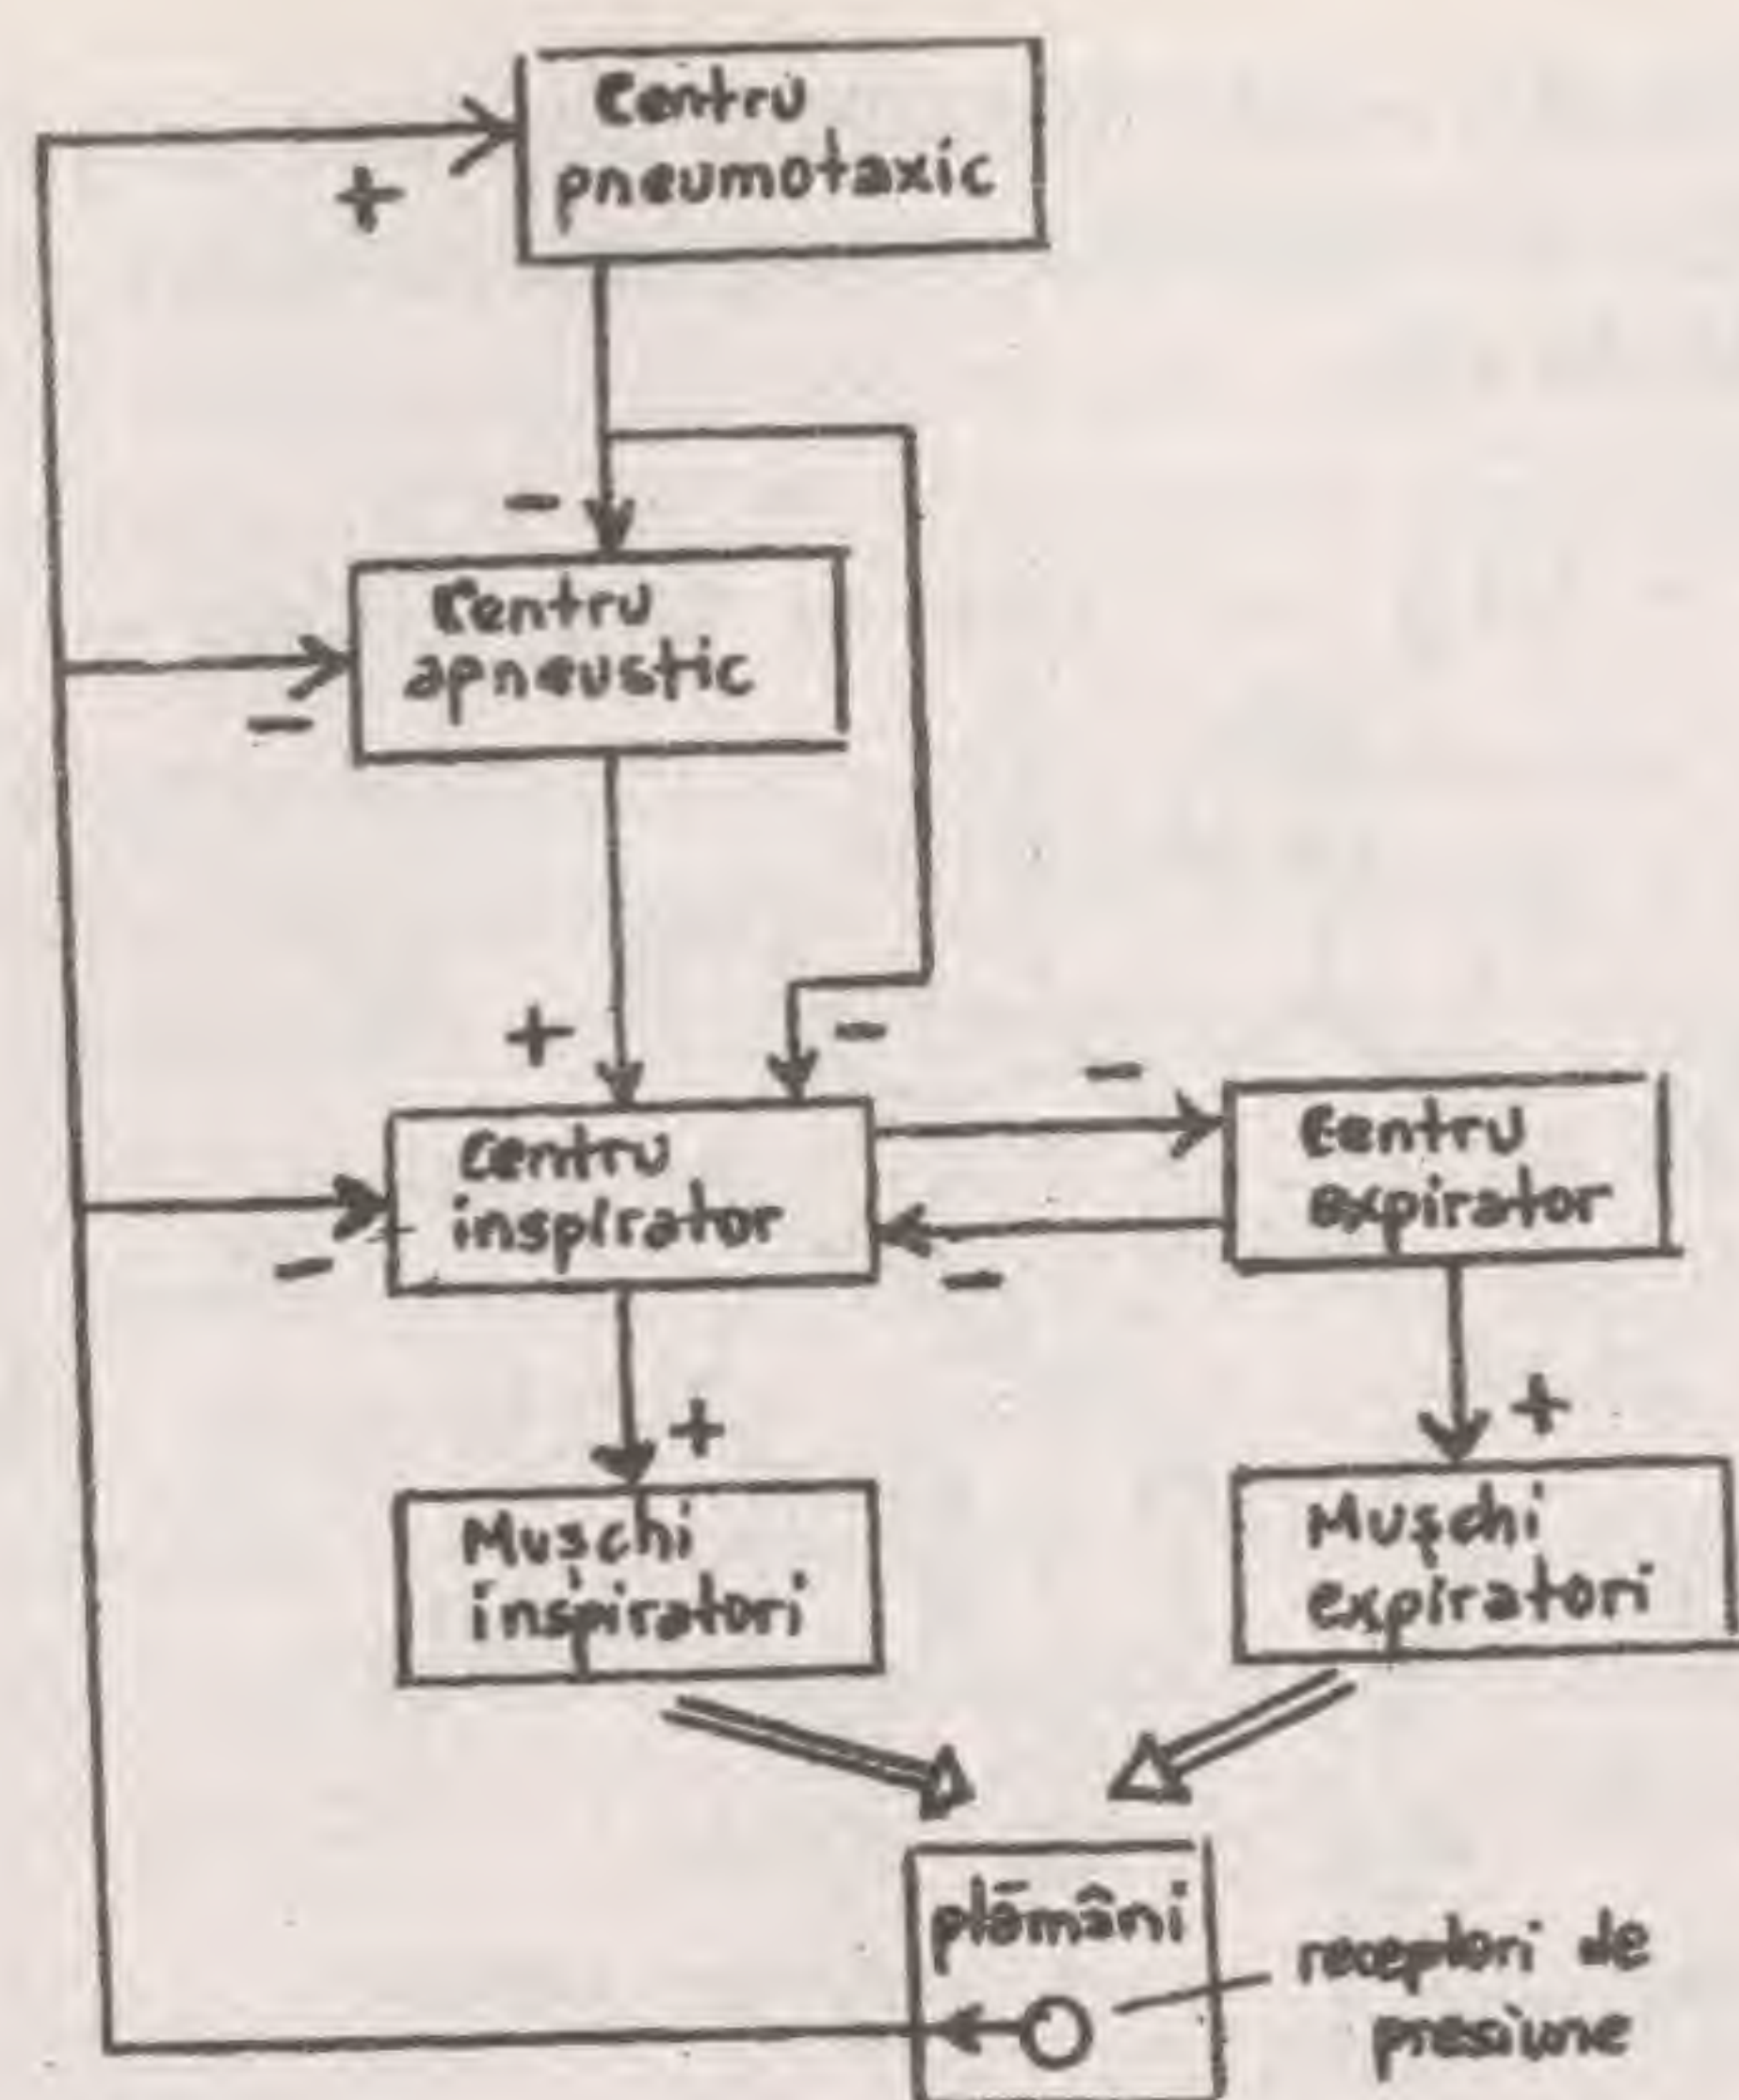 Centru
pneumotaxic
+
-
Centru
apneustic
-
+
-
-
Centru
inspirator
Centru
expirator
-
-
+
+
Mușchi
inspiratori
Mușchi
expiratori
plămâni
receptori de
presiune